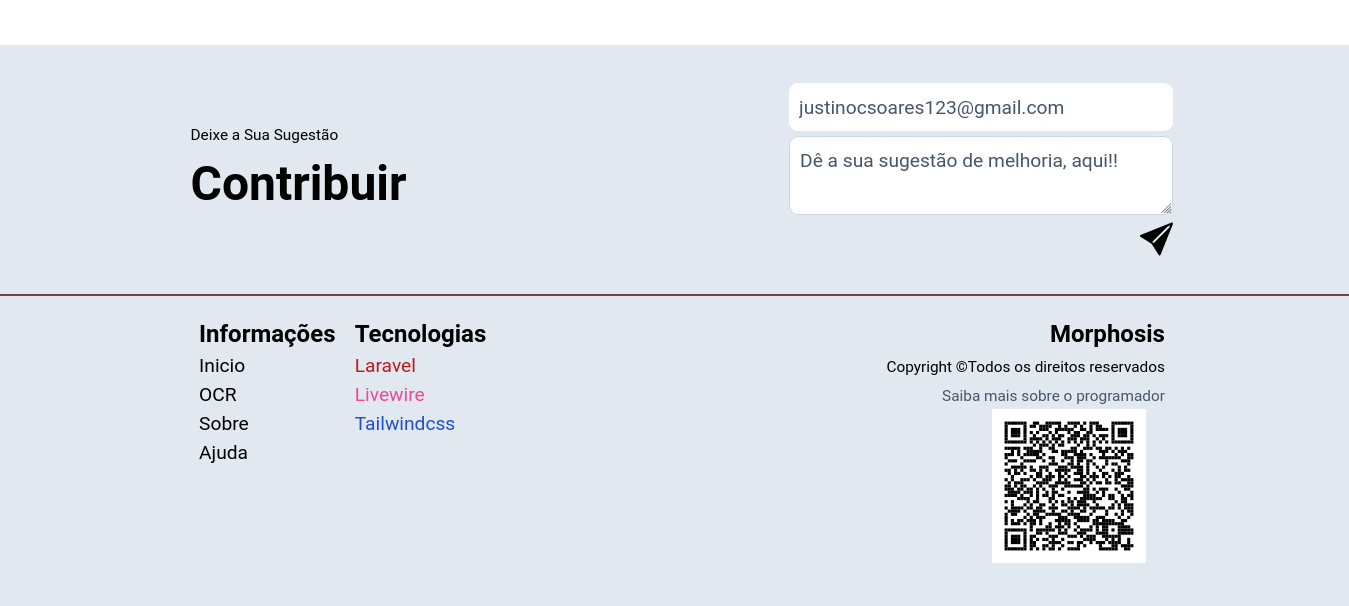 Deixe a Sua Sugestão
Contribuir
justinocsoares123@gmail.com
Dê a sua sugestão de melhoria, aqui!!
Informações
Inicio
OCR
Sobre
Ajuda
Tecnologias
Laravel
Livewire
Tailwindcss
Morphosis
Copyright ©Todos os direitos reservados
Saiba mais sobre o programador